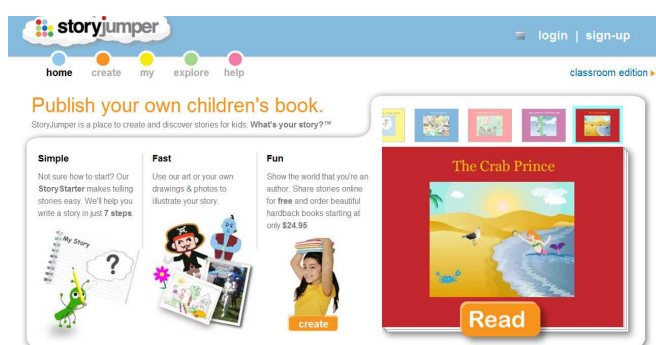 storyjumper
login | sign-up
home create my explore help
classroom edition
Publish your own children's book.
StoryJumper is a place to create and discover stories for kids. What's your story?™
Simple
Not sure how to start? Our
StoryStarter makes telling
stories easy. We'll help you
write a story in just 7 steps.
My Story
?
Fast
Use our art or your own
drawings & photos to
illustrate your story.
Fun
Show the world that you're an
author. Share stories online
for free and order beautiful
hardback books starting at
only $24.95
create
The Crab Prince
Read